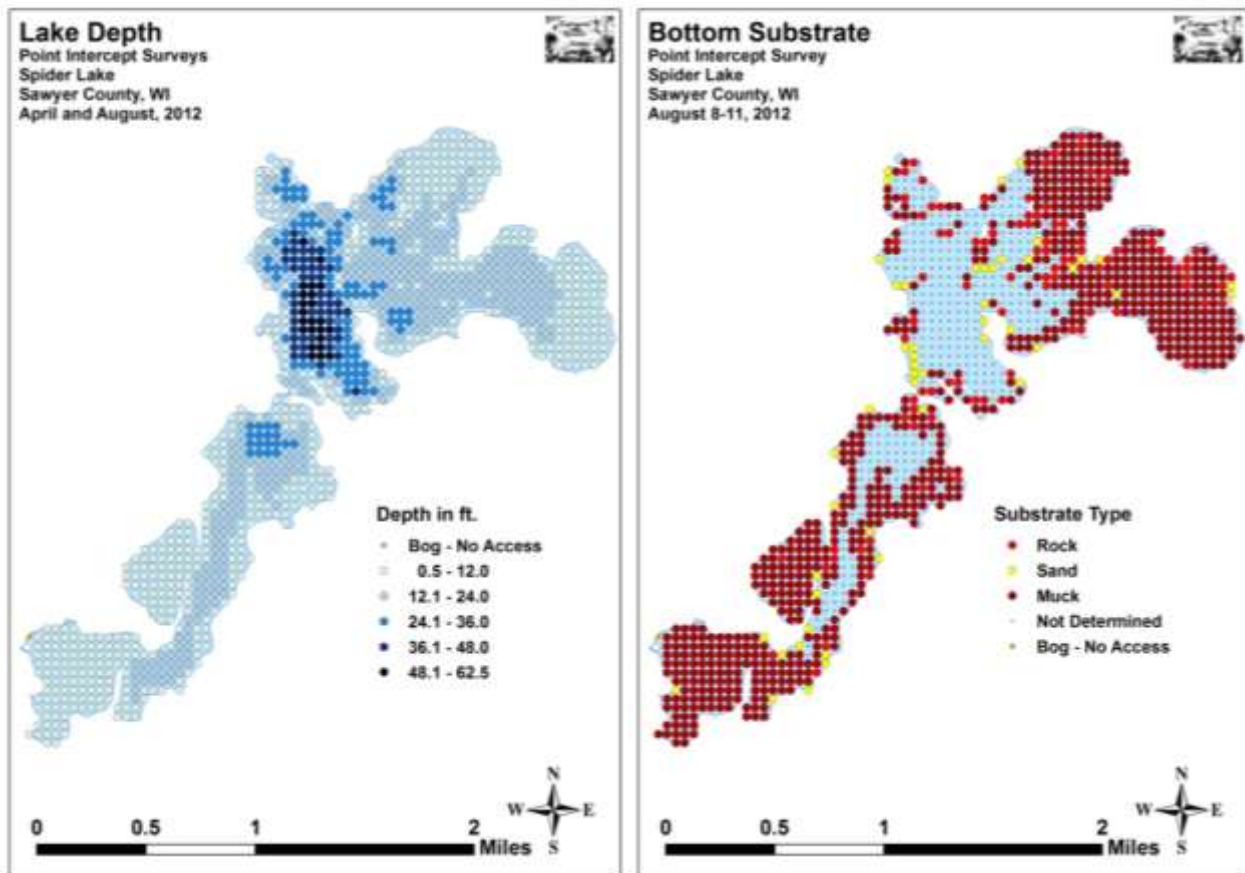 Lake Depth
Point Intercept Surveys
Spider Lake
Sawyer County, WI
April and August, 2012
Depth in ft.
Bog - No Access
0.5 - 12.0
12.1 - 24.0
24.1 - 36.0
36.1 - 48.0
48.1 - 62.5
N
W E
S
0 0.5 1 2 Miles
Bottom Substrate
Point Intercept Survey
Spider Lake
Sawyer County, WI
August 8-11, 2012
Substrate Type
Rock
Sand
Muck
Not Determined
Bog - No Access
N
W E
S
0 0.5 1 2 Miles